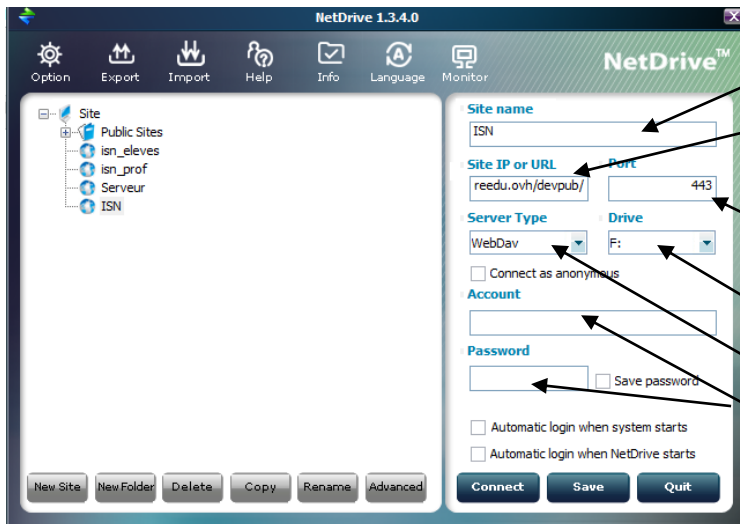 NetDrive 1.3.4.0
Option Export Import Help Info Language Monitor
NetDrive™
Site
Public Sites
isn_eleves
isn_prof
Serveur
ISN
Site name
ISN
Site IP or URL Port
reedu.ovh/devpub/ 443
Server Type Drive
WebDav F:
Connect as anonymous
Account
Password
Save password
Automatic login when system starts
Automatic login when NetDrive starts
New Site New Folder Delete Copy Rename Advanced
Connect Save Quit